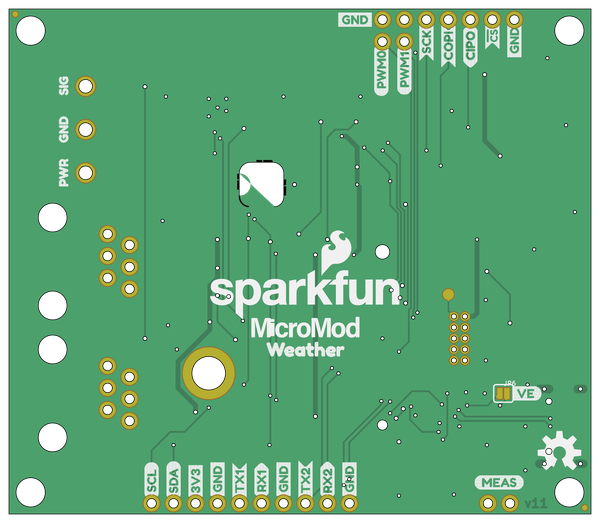 GND
PWM0
PWM1
SCK
COPI
CIPO
CS
GND
SIG
GND
PWR
sparkfun
MicroMod
Weather
VE
MEAS
v11
SCL
SDA
3V3
GND
TX1
RX1
GND
TX2
RX2
GND